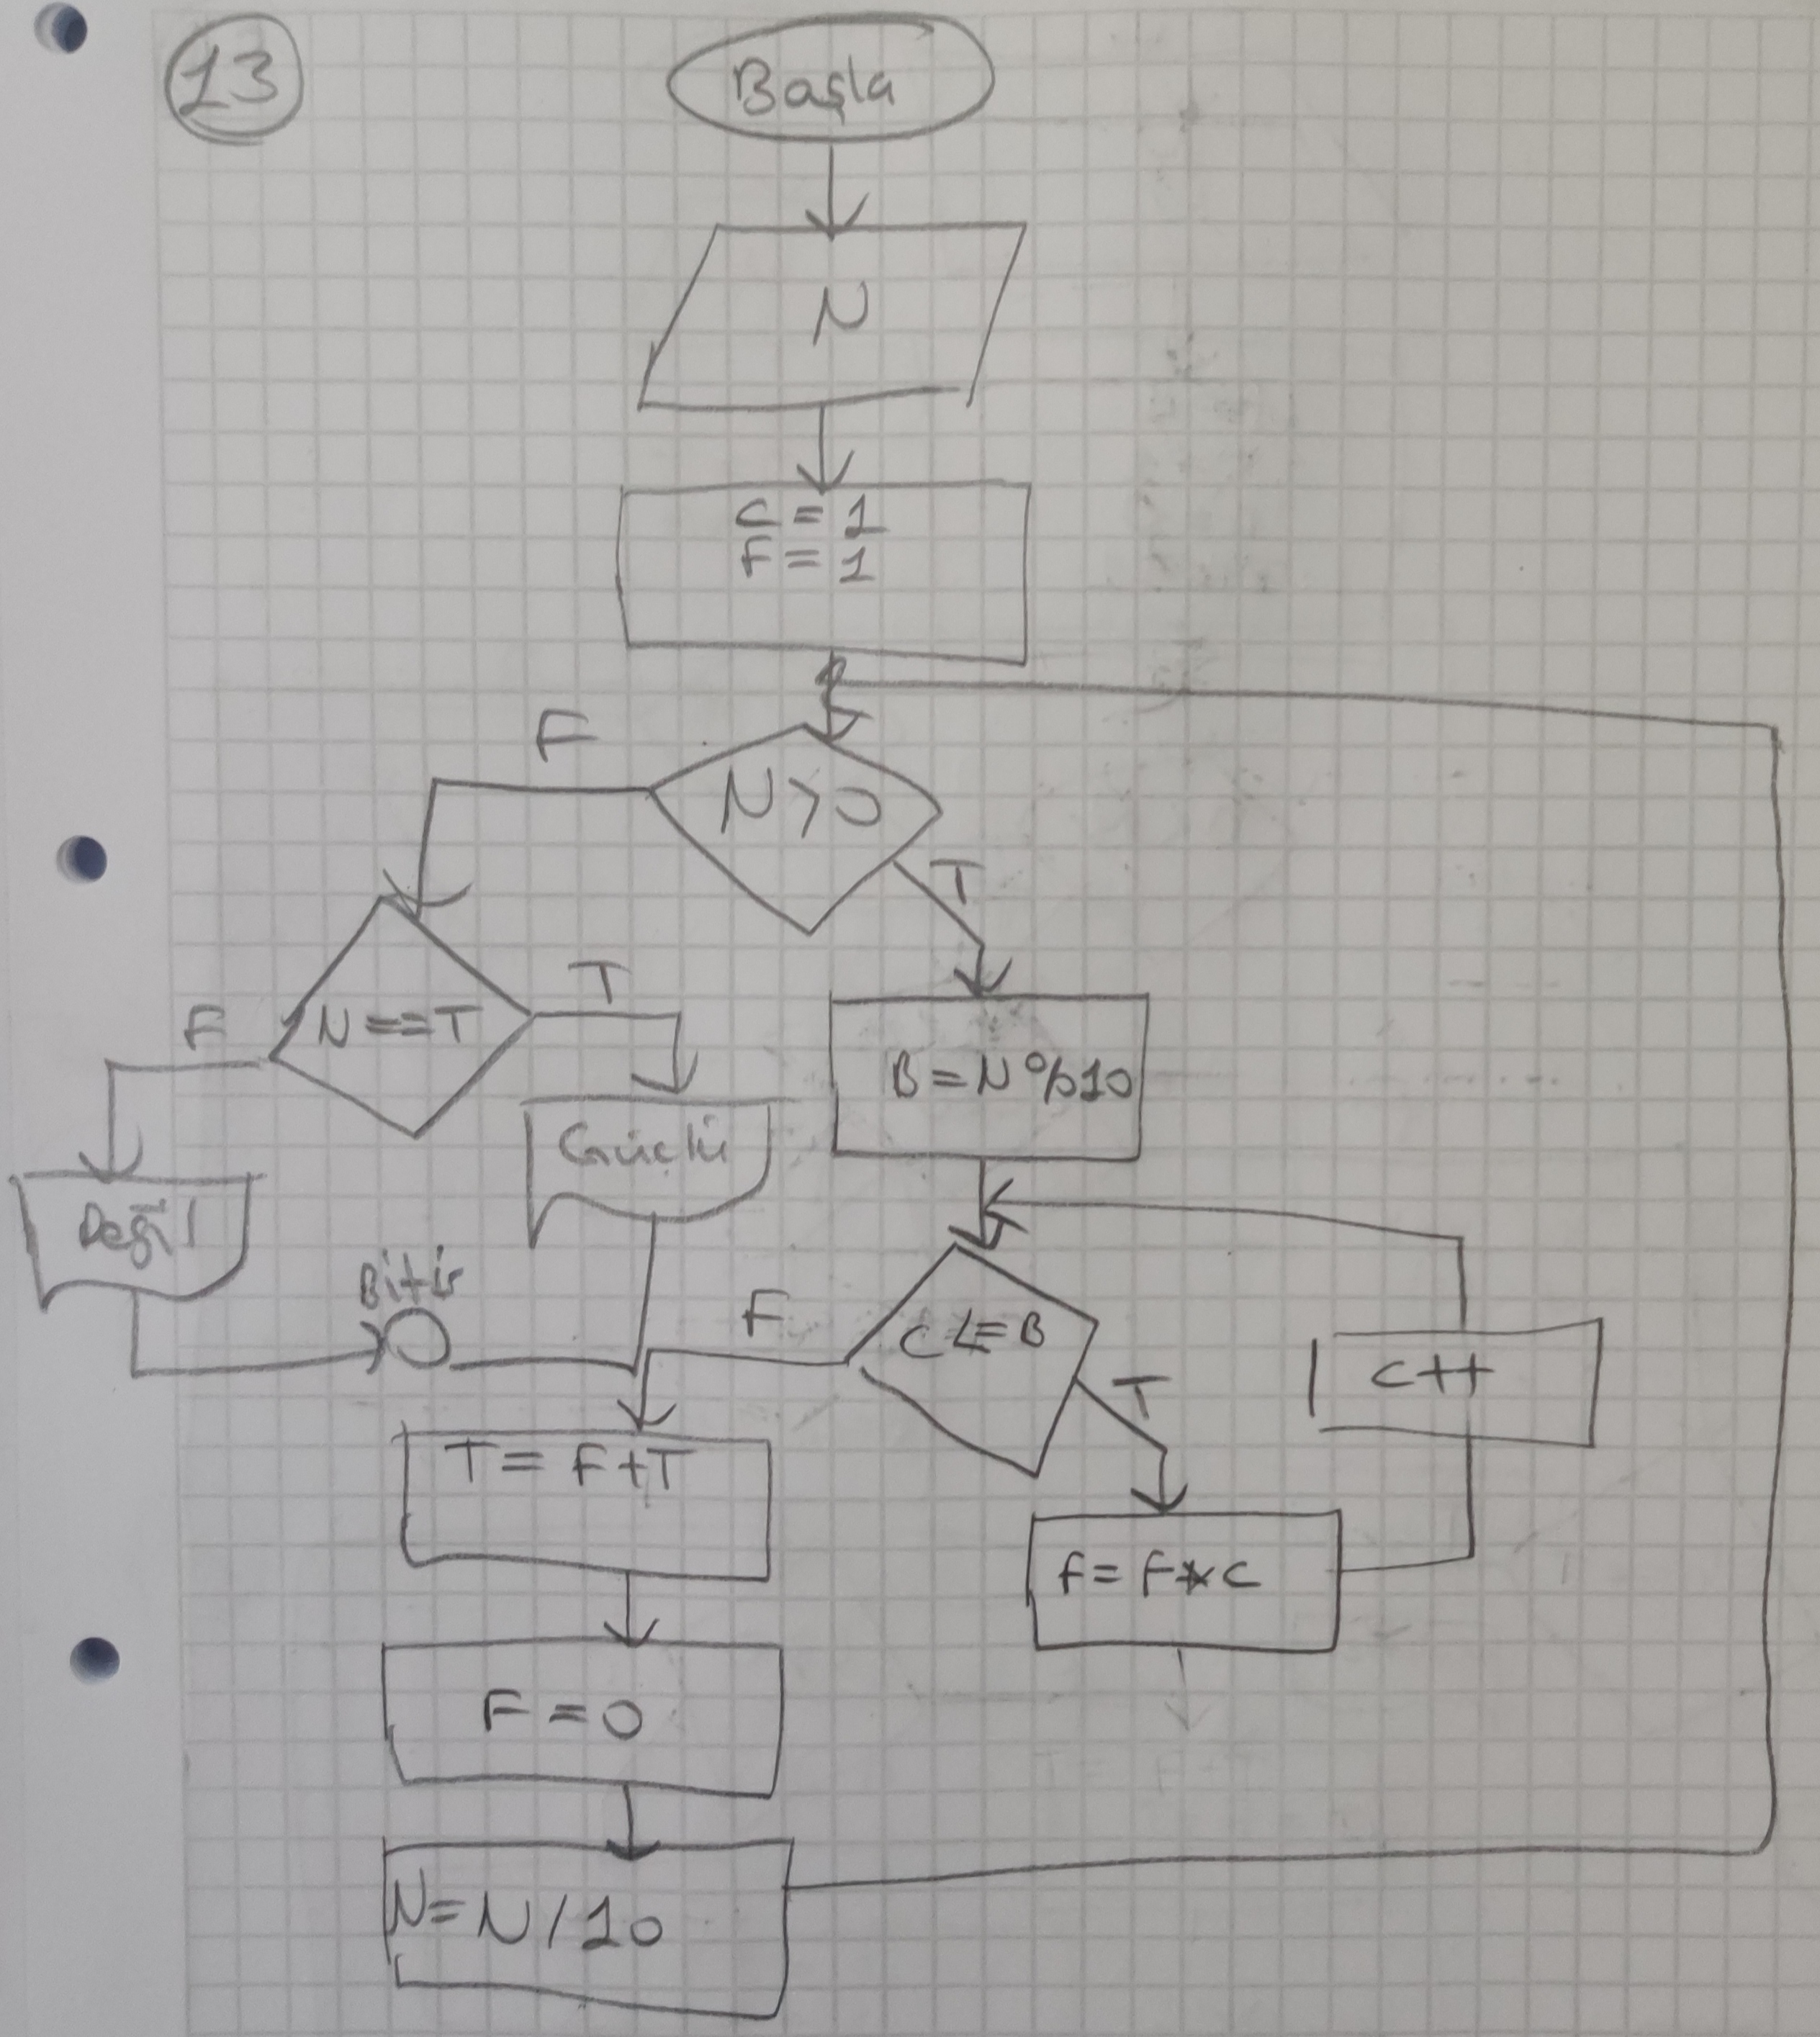 13
Başla
N
C = 1
F = 1
F
N>0
T
F
N==T
T
B=N%10
Güçlü
Değil
Bitir
F
C<=B
T
C++
T= F+T
F= F*C
F=0
N=N/10